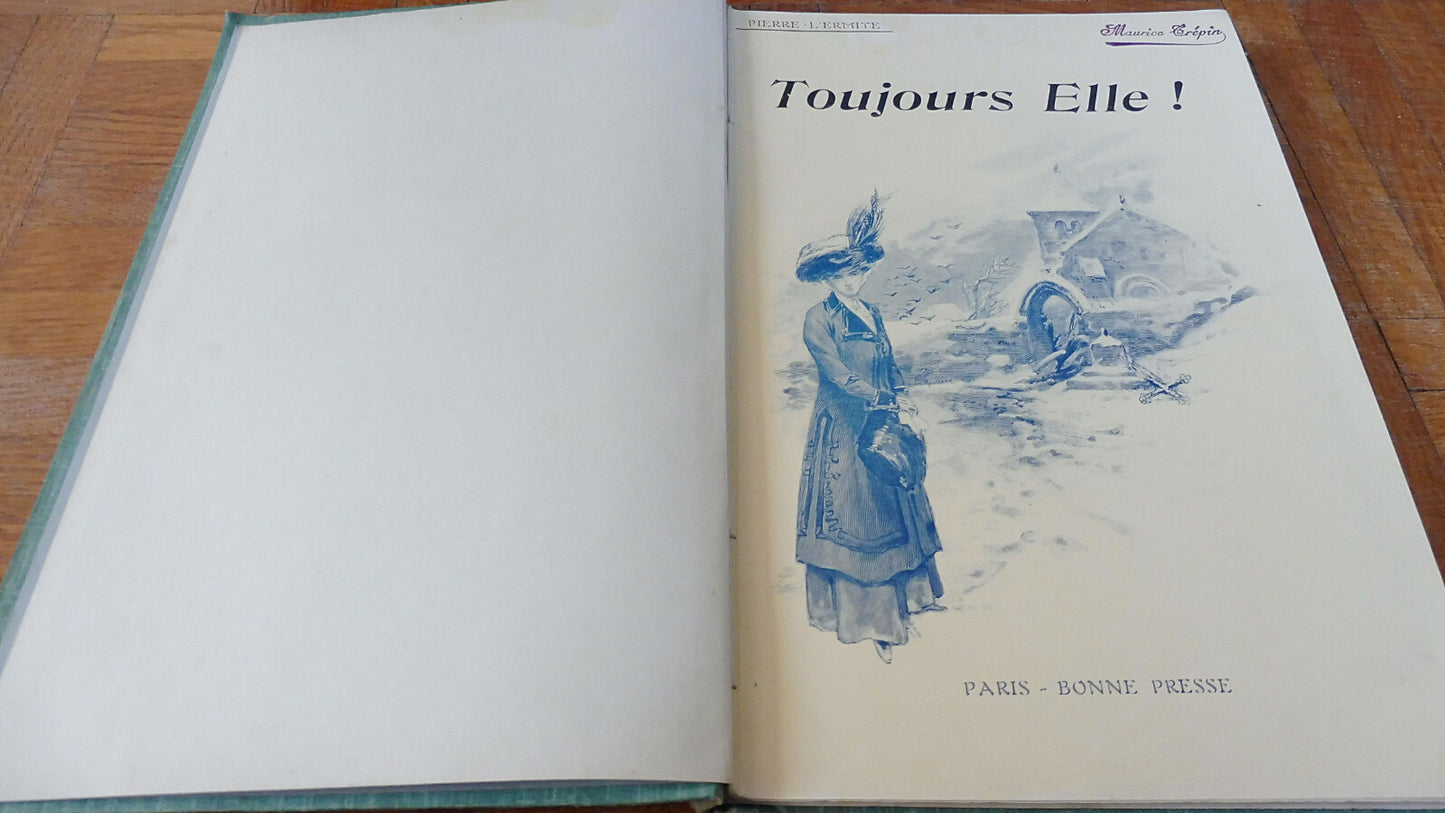 PIERRE · L'ERMITE
Maurice Trépin
Toujours Elle !
PARIS - BONNE PRESSE